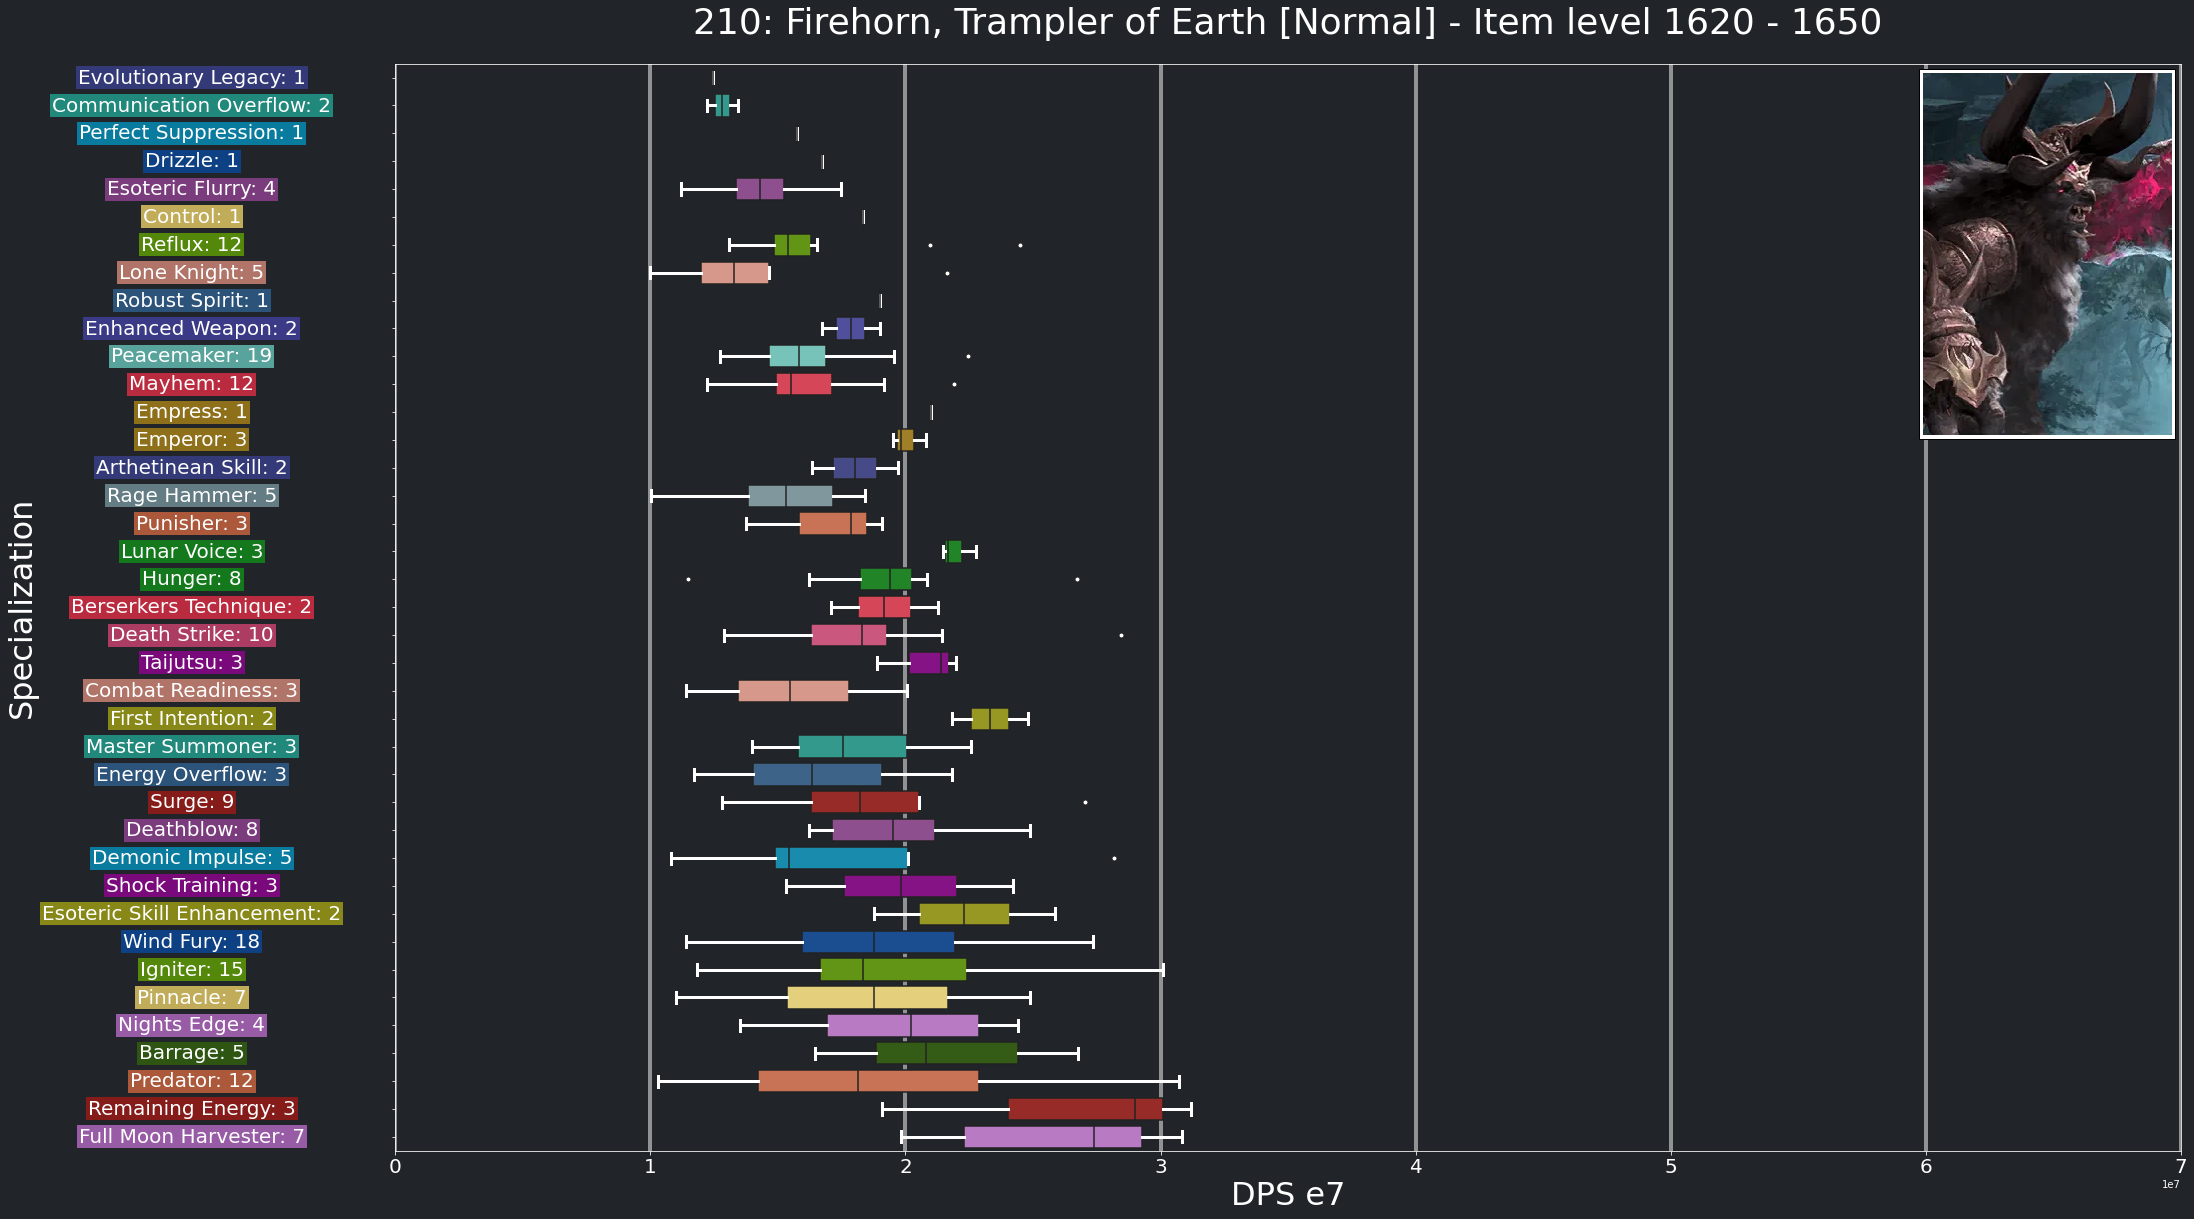 210: Firehorn, Trampler of Earth [Normal] - Item level 1620 - 1650
Specialization
Evolutionary Legacy: 1
Communication Overflow: 2
Perfect Suppression: 1
Drizzle: 1
Esoteric Flurry: 4
Control: 1
Reflux: 12
Lone Knight: 5
Robust Spirit: 1
Enhanced Weapon: 2
Peacemaker: 19
Mayhem: 12
Empress: 1
Emperor: 3
Arthetinean Skill: 2
Rage Hammer: 5
Punisher: 3
Lunar Voice: 3
Hunger: 8
Berserkers Technique: 2
Death Strike: 10
Taijutsu: 3
Combat Readiness: 3
First Intention: 2
Master Summoner: 3
Energy Overflow: 3
Surge: 9
Deathblow: 8
Demonic Impulse: 5
Shock Training: 3
Esoteric Skill Enhancement: 2
Wind Fury: 18
Igniter: 15
Pinnacle: 7
Nights Edge: 4
Barrage: 5
Predator: 12
Remaining Energy: 3
Full Moon Harvester: 7
0 1 2 3 4 5 6 7
1e7
DPS e7